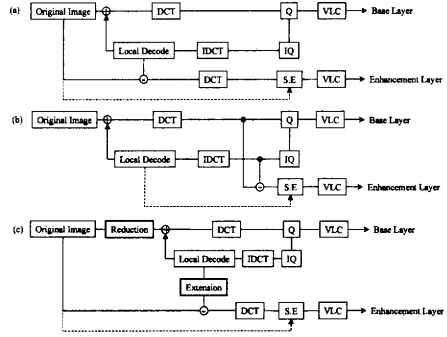 (a) Original Image DCT Q VLC Base Layer
Local Decode IDCT IQ
DCT S.E VLC Enhancement Layer
(b) Original Image DCT Q VLC Base Layer
Local Decode IDCT IQ
S.E VLC Enhancement Layer
(c) Original Image Reduction DCT Q VLC Base Layer
Local Decode IDCT IQ
Extension
DCT S.E VLC Enhancement Layer